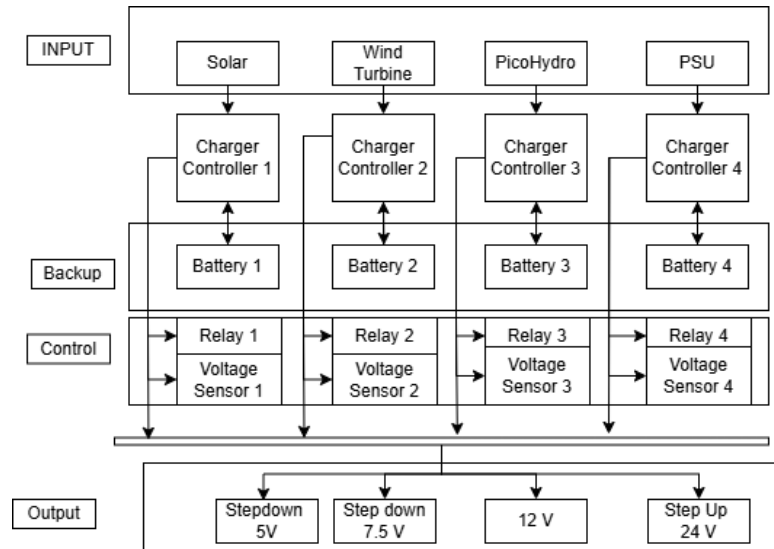 INPUT
Solar
Wind
Turbine
PicoHydro
PSU
Charger
Controller 1
Charger
Controller 2
Charger
Controller 3
Charger
Controller 4
Backup
Battery 1
Battery 2
Battery 3
Battery 4
Control
Relay 1
Relay 2
Relay 3
Relay 4
Voltage
Sensor 1
Voltage
Sensor 2
Voltage
Sensor 3
Voltage
Sensor 4
Output
Stepdown
5V
Step down
7.5 V
12 V
Step Up
24 V